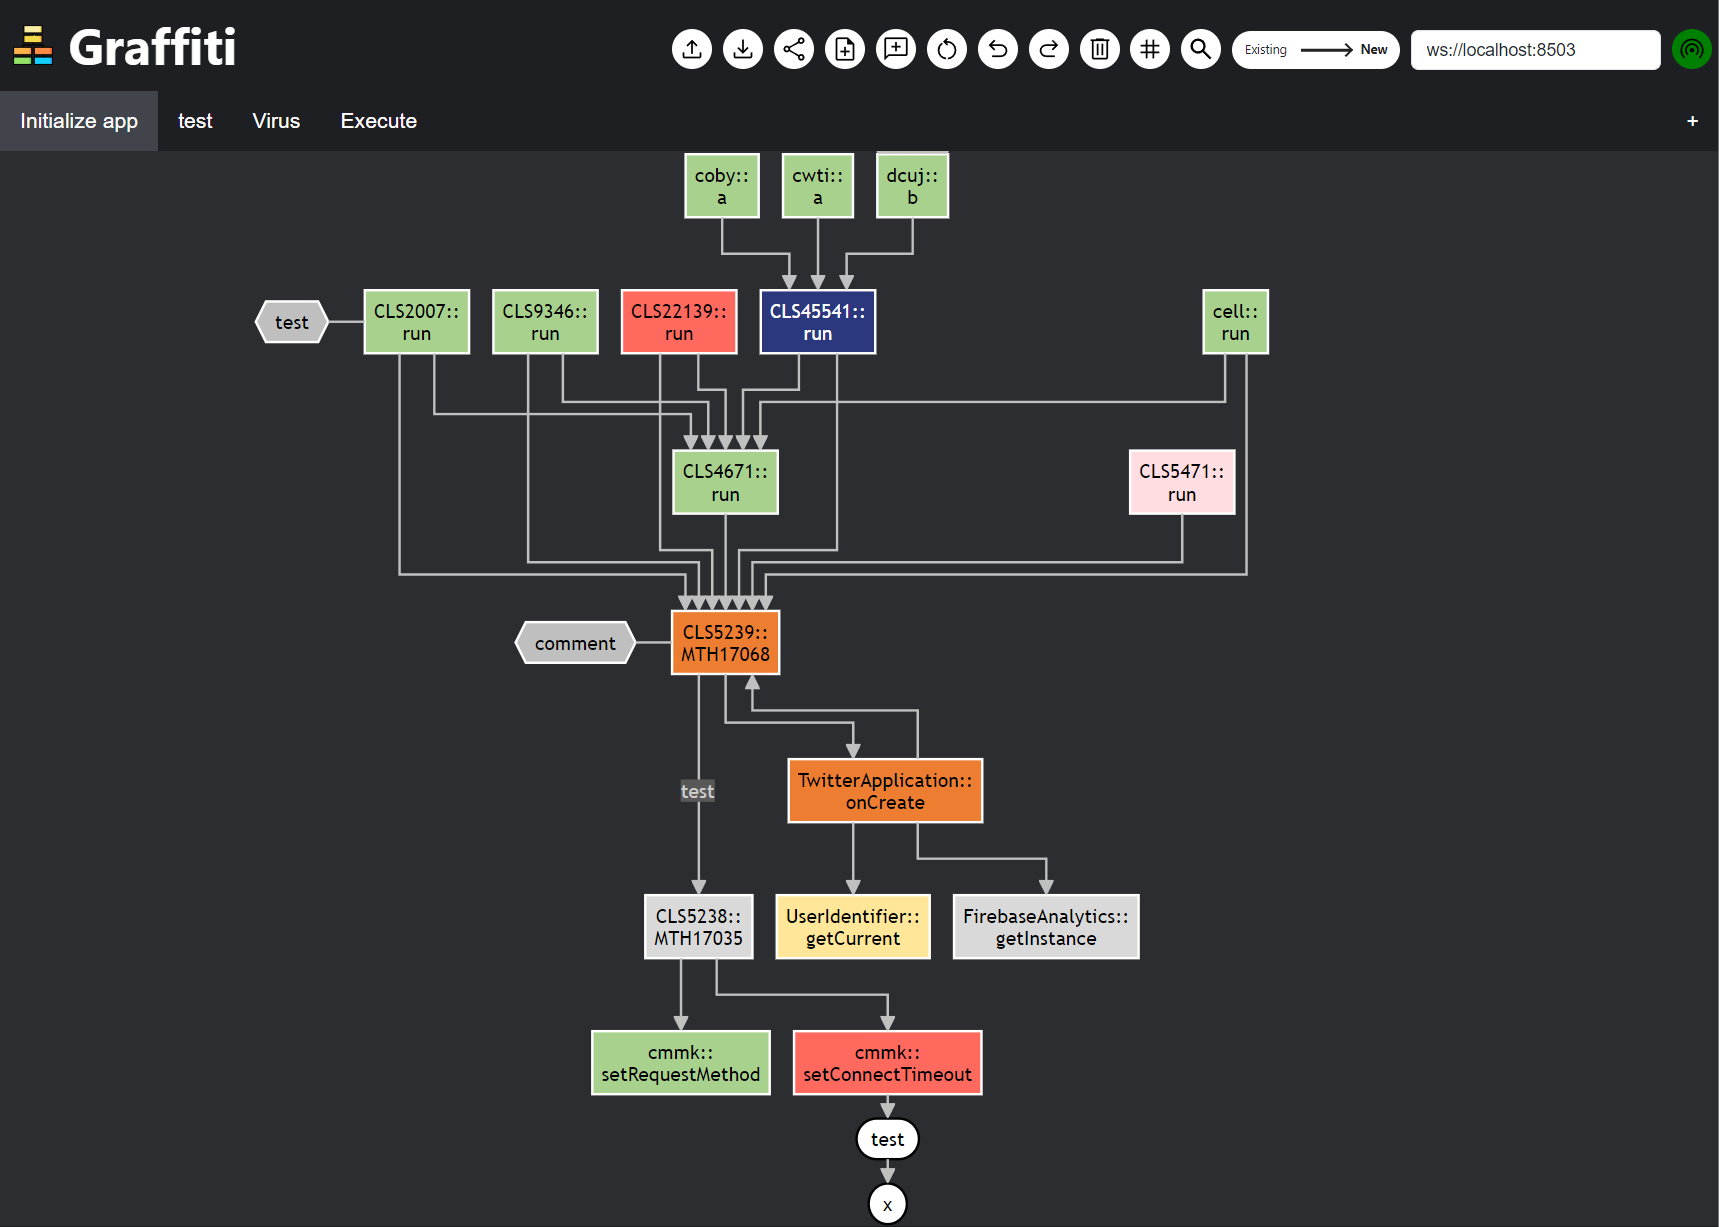 Graffiti
Existing New
ws://localhost:8503
Initialize app test Virus Execute +
coby::
a
cwti::
a
dcuj::
b
test
CLS2007::
run
CLS9346::
run
CLS22139::
run
CLS45541::
run
cell::
run
CLS4671::
run
CLS5471::
run
comment
CLS5239::
MTH17068
test
TwitterApplication::
onCreate
CLS5238::
MTH17035
UserIdentifier::
getCurrent
FirebaseAnalytics::
getInstance
cmmk::
setRequestMethod
cmmk::
setConnectTimeout
test
x